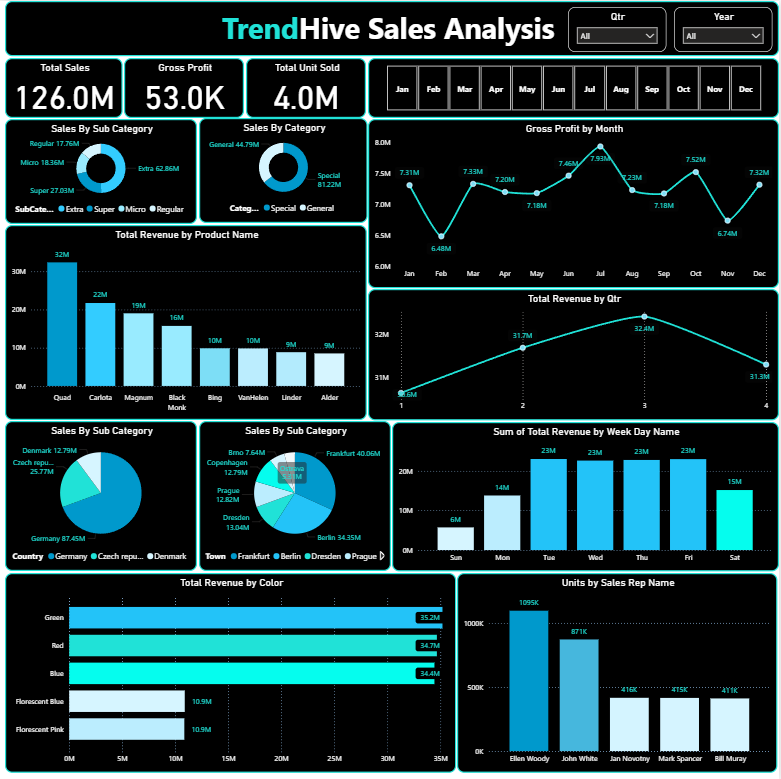 TrendHive Sales Analysis
Qtr
All
Year
All
Total Sales
126.0M
Gross Profit
53.0K
Total Unit Sold
4.0M
Jan Feb Mar Apr May Jun Jul Aug Sep Oct Nov Dec
Sales By Sub Category
Regular 17.76M
Micro 18.36M
Extra 62.86M
Super 27.03M
SubCate... Extra Super Micro Regular
Sales By Category
General 44.79M
Special
81.22M
Categ... Special General
Gross Profit by Month
8.0M
7.5M
7.0M
6.5M
6.0M
7.31M
6.48M
7.33M
7.20M
7.18M
7.46M
7.93M
7.23M
7.18M
7.52M
6.74M
7.32M
Jan Feb Mar Apr May Jun Jul Aug Sep Oct Nov Dec
Total Revenue by Product Name
30M
20M
10M
0M
32M
22M
19M
16M
10M
10M
9M
9M
Quad Carlota Magnum Black Monk Bing VanHelen Linder Alder
Total Revenue by Qtr
32M
31M
31.7M
32.4M
31.3M
1 2 3 4
Sales By Sub Category
Denmark 12.79M
Czech repu...
25.77M
Germany 87.45M
Country Germany Czech repu... Denmark
Sales By Sub Category
Brno 7.64M
Copenhagen
12.79M
Prague
12.82M
Dresden
13.04M
Frankfurt 40.06M
Berlin 34.35M
Ostrava
Town Frankfurt Berlin Dresden Prague
Sum of Total Revenue by Week Day Name
20M
10M
0M
6M
14M
23M
23M
23M
23M
15M
Sun Mon Tue Wed Thu Fri Sat
Total Revenue by Color
Green 35.2M
Red 34.7M
Blue 34.4M
Florescent Blue 10.9M
Florescent Pink 10.9M
0M 5M 10M 15M 20M 25M 30M 35M
Units by Sales Rep Name
1000K
500K
0K
1095K
871K
416K
415K
411K
Ellen Woody John White Jan Novotny Mark Spancer Bill Muray